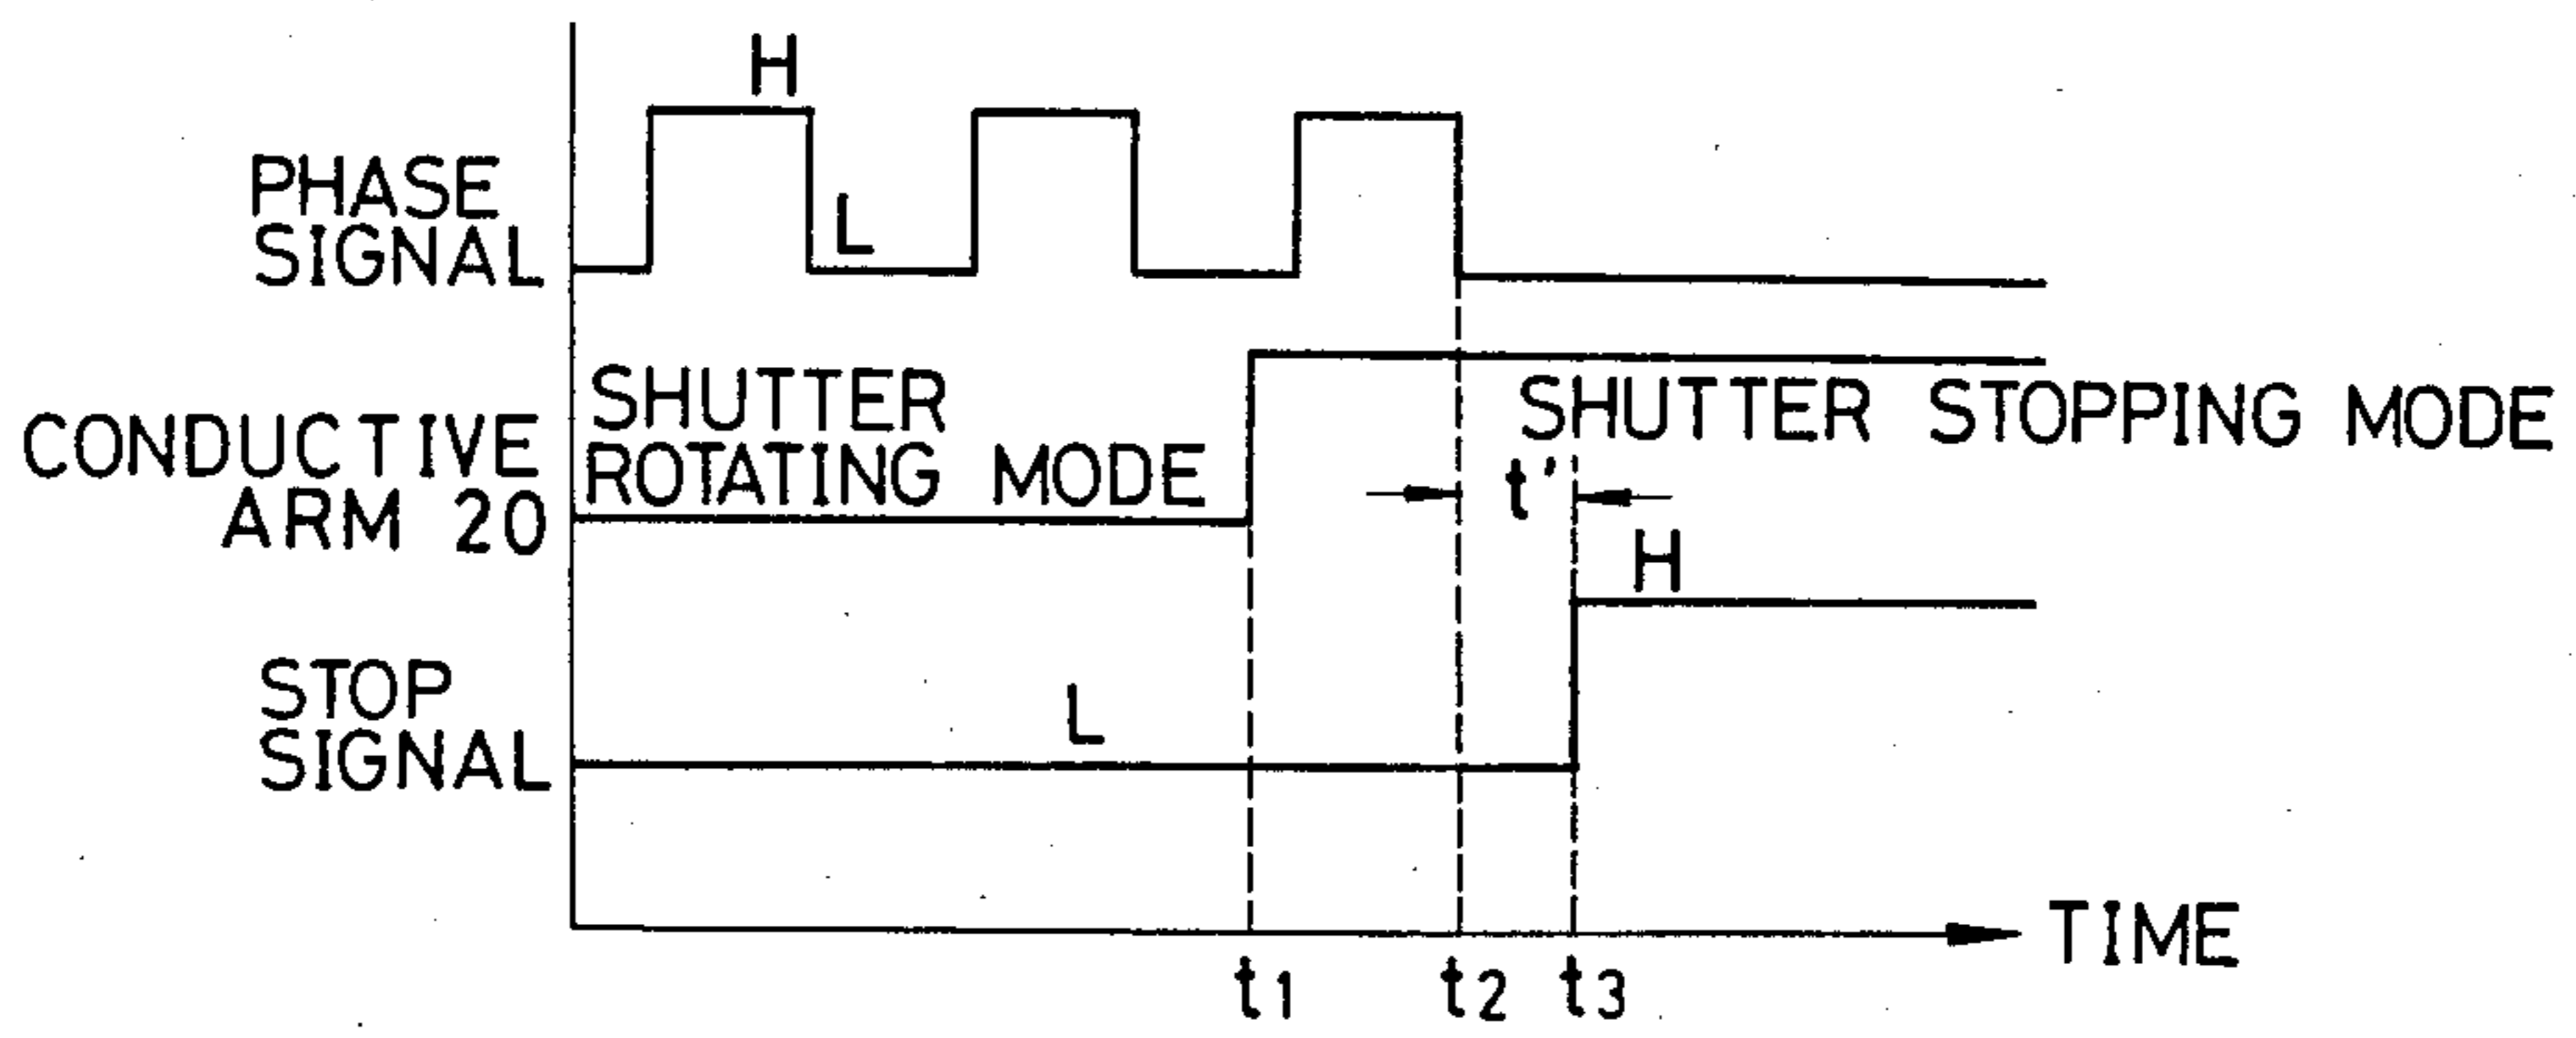 H
PHASE
SIGNAL
L
SHUTTER
ROTATING MODE
SHUTTER STOPPING MODE
CONDUCTIVE
ARM 20
t'
H
STOP
SIGNAL
L
TIME
t1 t2 t3